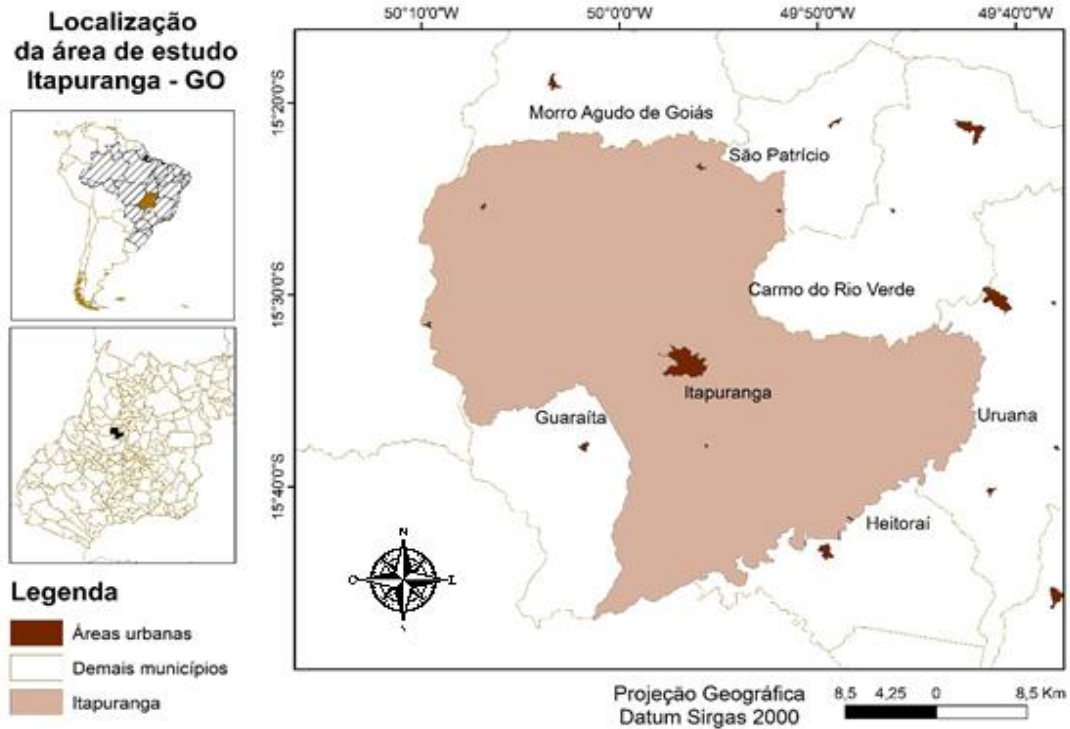 Localização
da área de estudo
Itapuranga - GO
50°10'0"W
50°0'0"W
49°50'0"W
49°40'0"W
15°20'0"S
15°30'0"S
15°40'0"S
Morro Agudo de Goiás
São Patrício
Carmo do Rio Verde
Itapuranga
Guaraíta
Uruana
Heitoraí
N
Legenda
Áreas urbanas
Demais municípios
Itapuranga
Projeção Geográfica
Datum Sirgas 2000
8,5 4,25 0 8,5 Km